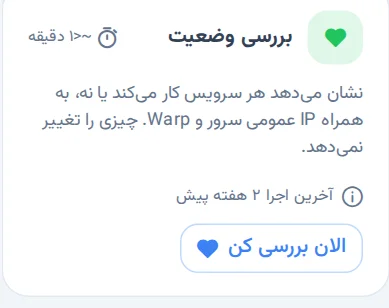 بررسی وضعیت
~<۱ دقیقه
نشان می‌دهد هر سرویس کار می‌کند یا نه، به
همراه IP عمومی سرور و Warp. چیزی را تغییر
نمی‌دهد.
آخرین اجرا ۲ هفته پیش
الان بررسی کن